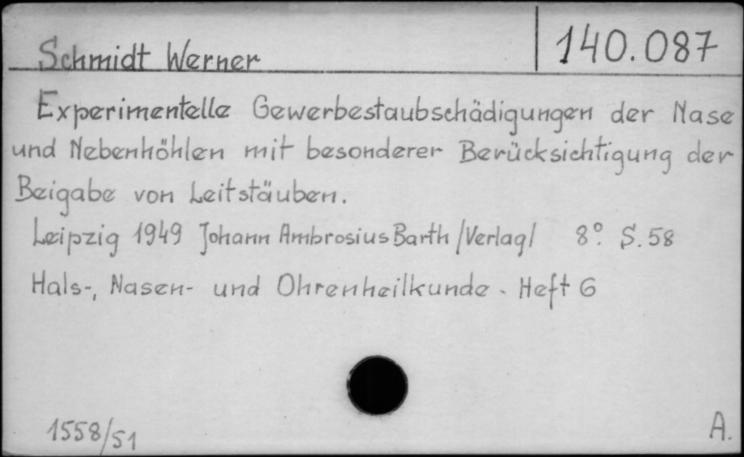 Schmidt Werner
140.087
Experimentelle Gewerbestaubschädigungen der Nase
und Nebenhöhlen mit besonderer Berücksichtigung der
Beigabe von Leitstäuben.
Leipzig 1949 Johann Ambrosius Barth /Verlag/ 8° S. 58
Hals-, Nasen- und Ohrenheilkunde - Heft 6
1558/51
A.